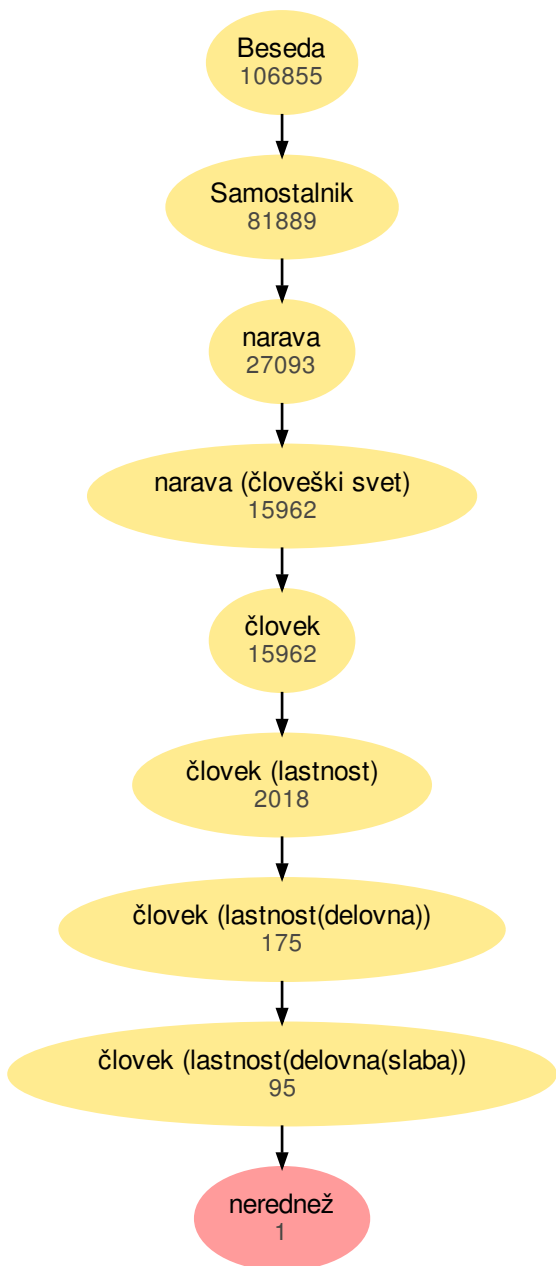 Beseda
106855
Samostalnik
81889
narava
27093
narava (človeški svet)
15962
človek
15962
človek (lastnost)
2018
človek (lastnost(delovna))
175
človek (lastnost(delovna(slaba))
95
nerednež
1